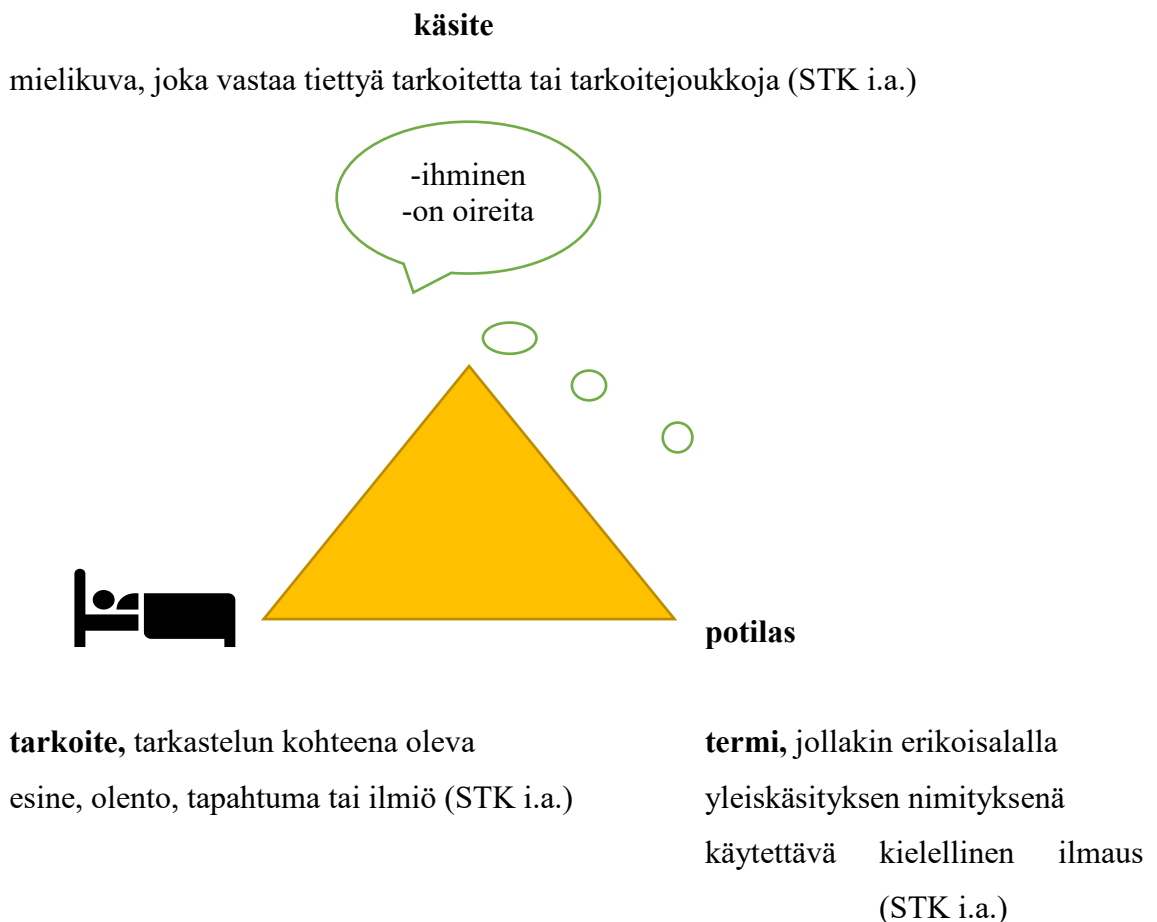 käsite
mielikuva, joka vastaa tiettyä tarkoitetta tai tarkoitejoukkoja (STK i.a.)
-ihminen
-on oireita
potilas
tarkoite, tarkastelun kohteena oleva
esine, olento, tapahtuma tai ilmiö (STK i.a.)
termi, jollakin erikoisalalla
yleiskäsityksen nimityksenä
käytettävä kielellinen ilmaus
(STK i.a.)